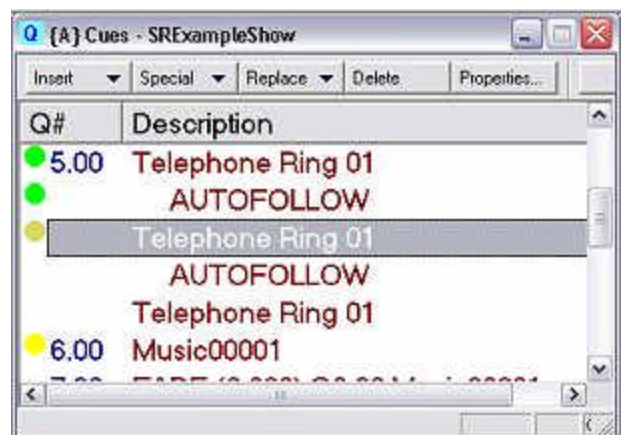 Q {A} Cues - SRExampleShow
Insert Special Replace Delete Properties...
Q# Description
5.00 Telephone Ring 01
AUTOFOLLOW
Telephone Ring 01
AUTOFOLLOW
Telephone Ring 01
6.00 Music00001